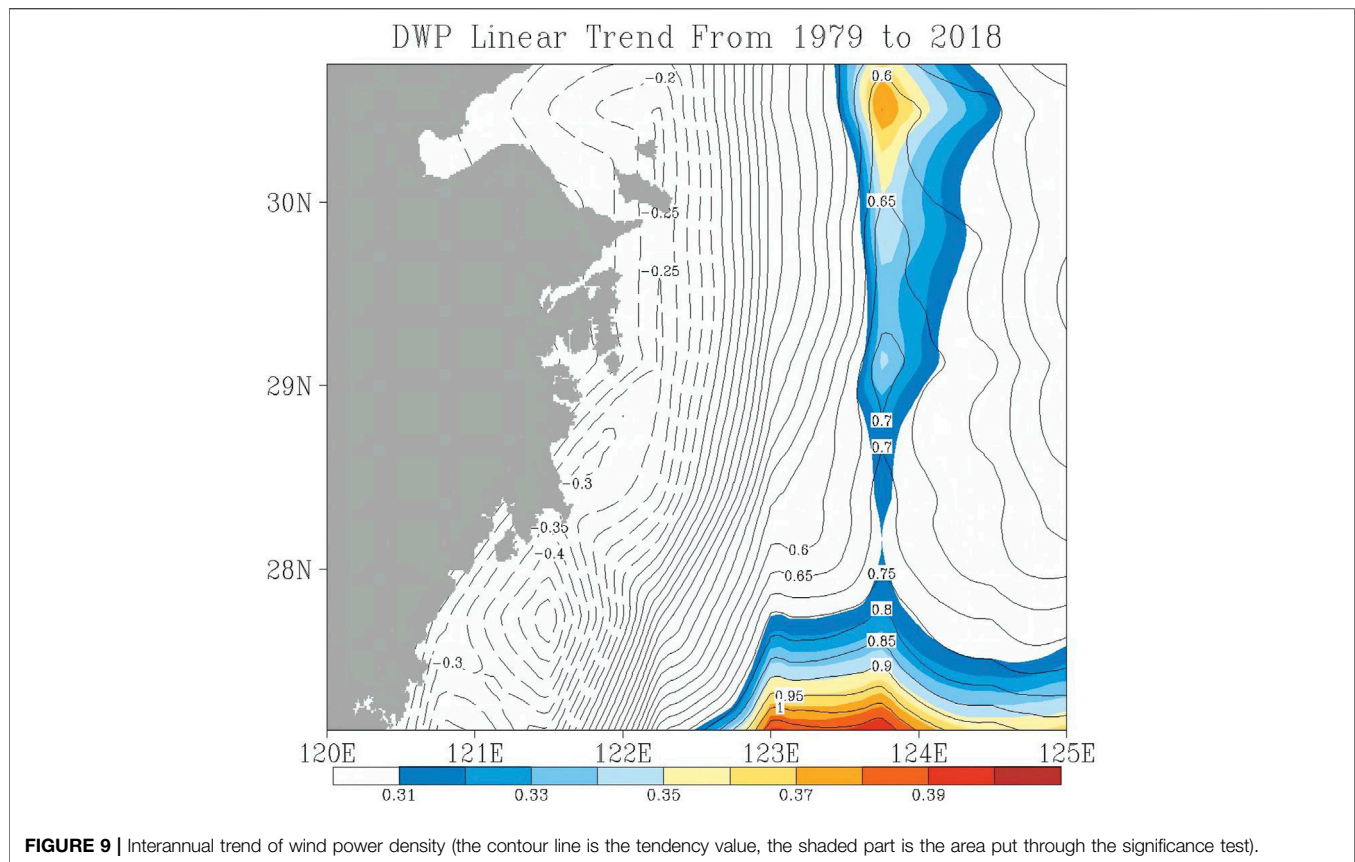 DWP Linear Trend From 1979 to 2018
-0.2
0.6
30N
0.65
-0.25
-0.25
29N
0.7
0.7
-0.3
-0.35
-0.4
0.6
28N
0.65
0.75
0.8
0.85
-0.3
0.9
0.95
1
120E 121E 122E 123E 124E 125E
0.31 0.33 0.35 0.37 0.39
FIGURE 9 | Interannual trend of wind power density (the contour line is the tendency value, the shaded part is the area put through the significance test).